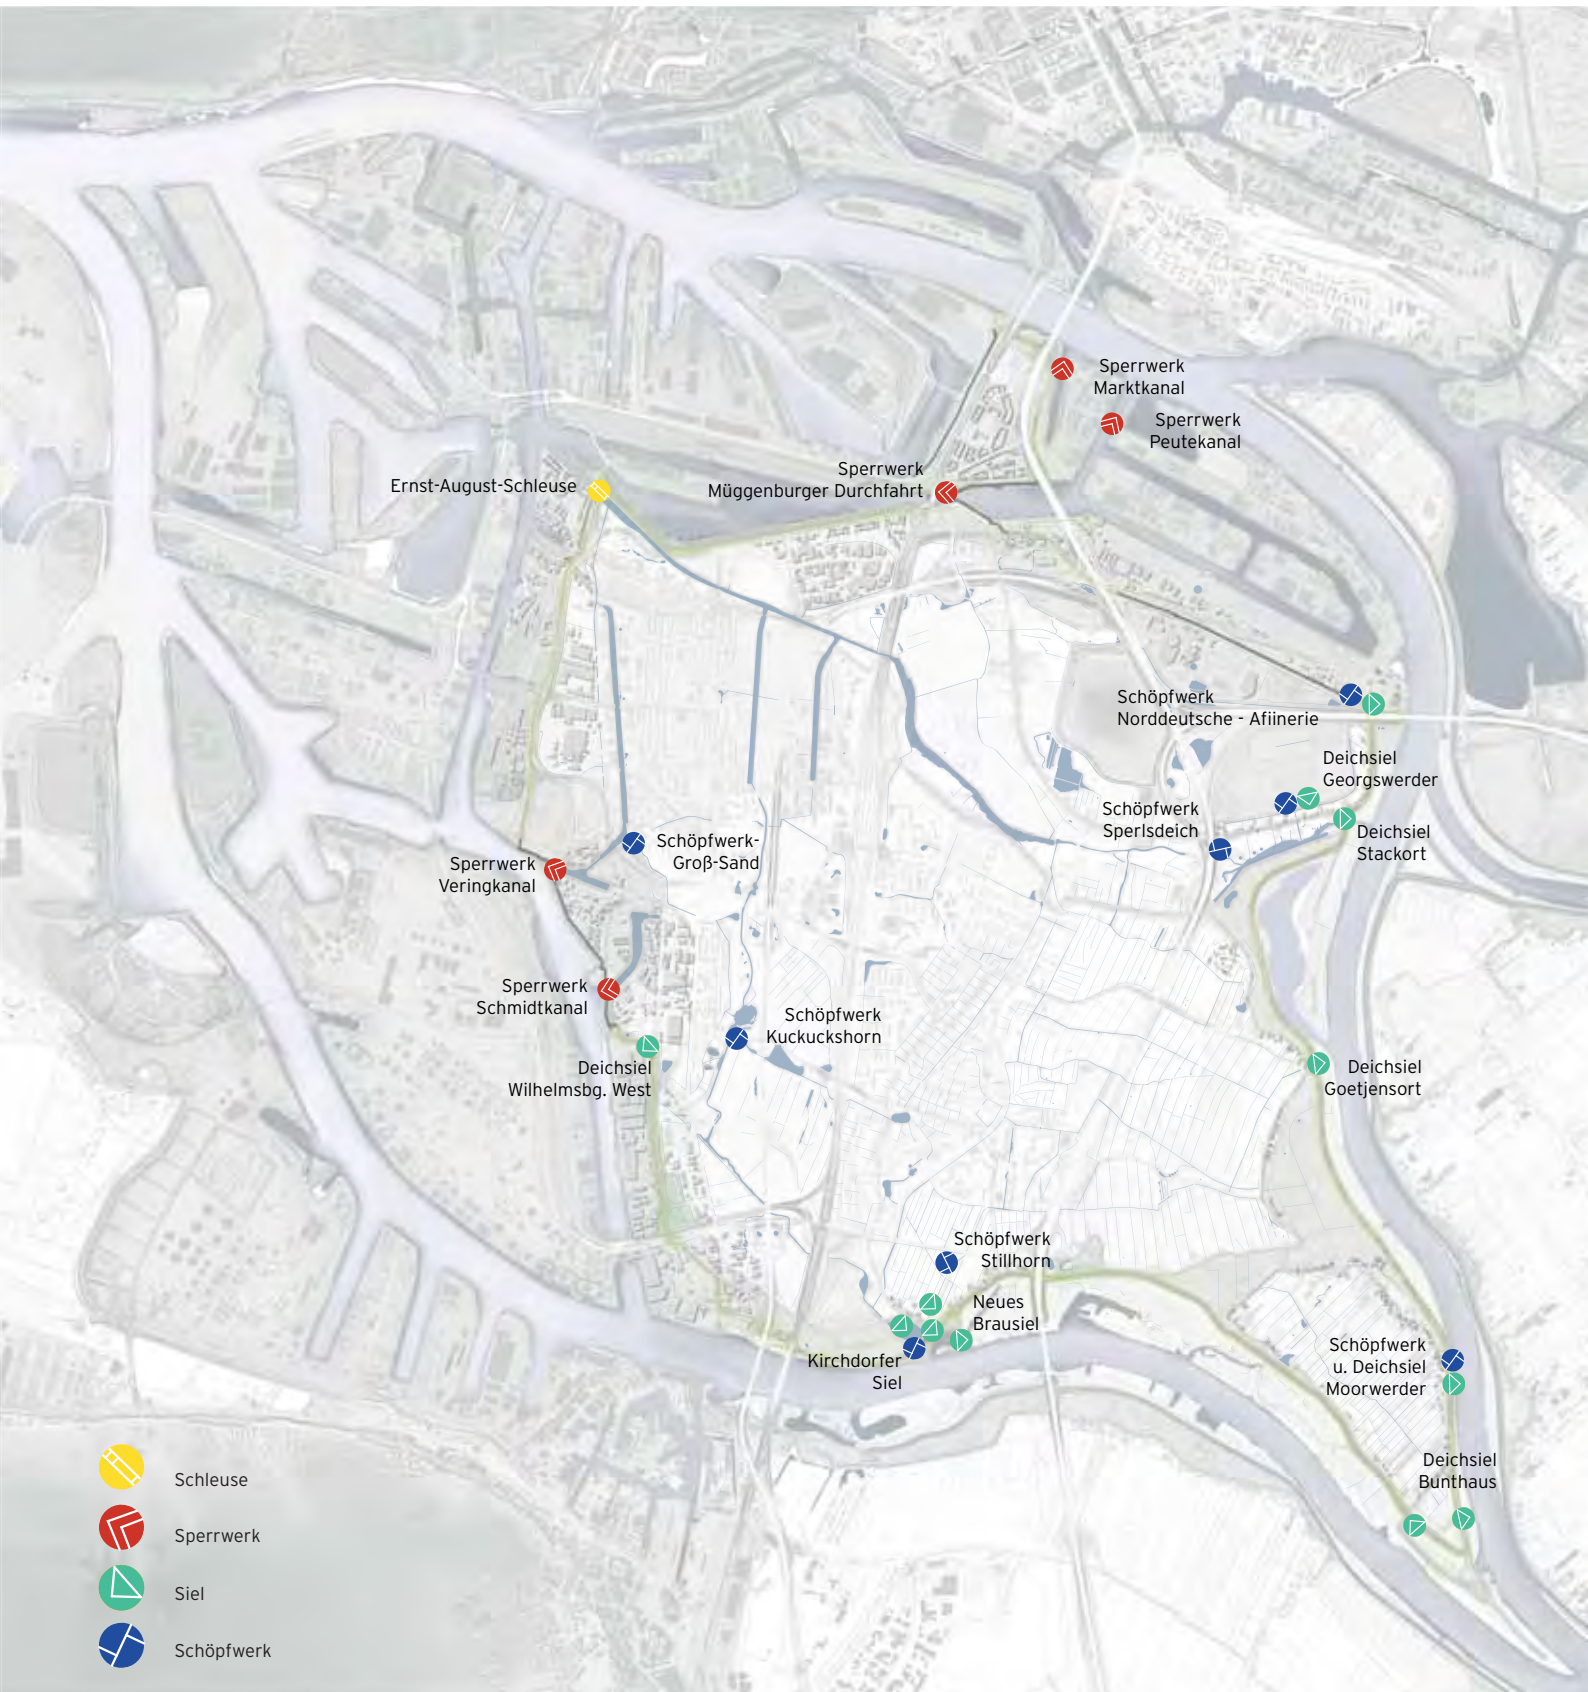 Sperrwerk
Marktkanal
Sperrwerk
Peutekanal
Sperrwerk
Müggenburger Durchfahrt
Ernst-August-Schleuse
Schöpfwerk
Norddeutsche - Afiinerie
Deichsiel
Georgswerder
Schöpfwerk
Sperlsdeich
Deichsiel
Stackort
Schöpfwerk-
Groß-Sand
Sperrwerk
Veringkanal
Sperrwerk
Schmidtkanal
Schöpfwerk
Kuckuckshorn
Deichsiel
Wilhelmsbg. West
Deichsiel
Goetjensort
Schöpfwerk
Stillhorn
Neues
Brausiel
Kirchdorfer
Siel
Schöpfwerk
u. Deichsiel
Moorwerder
Deichsiel
Bunthaus
Schleuse
Sperrwerk
Siel
Schöpfwerk